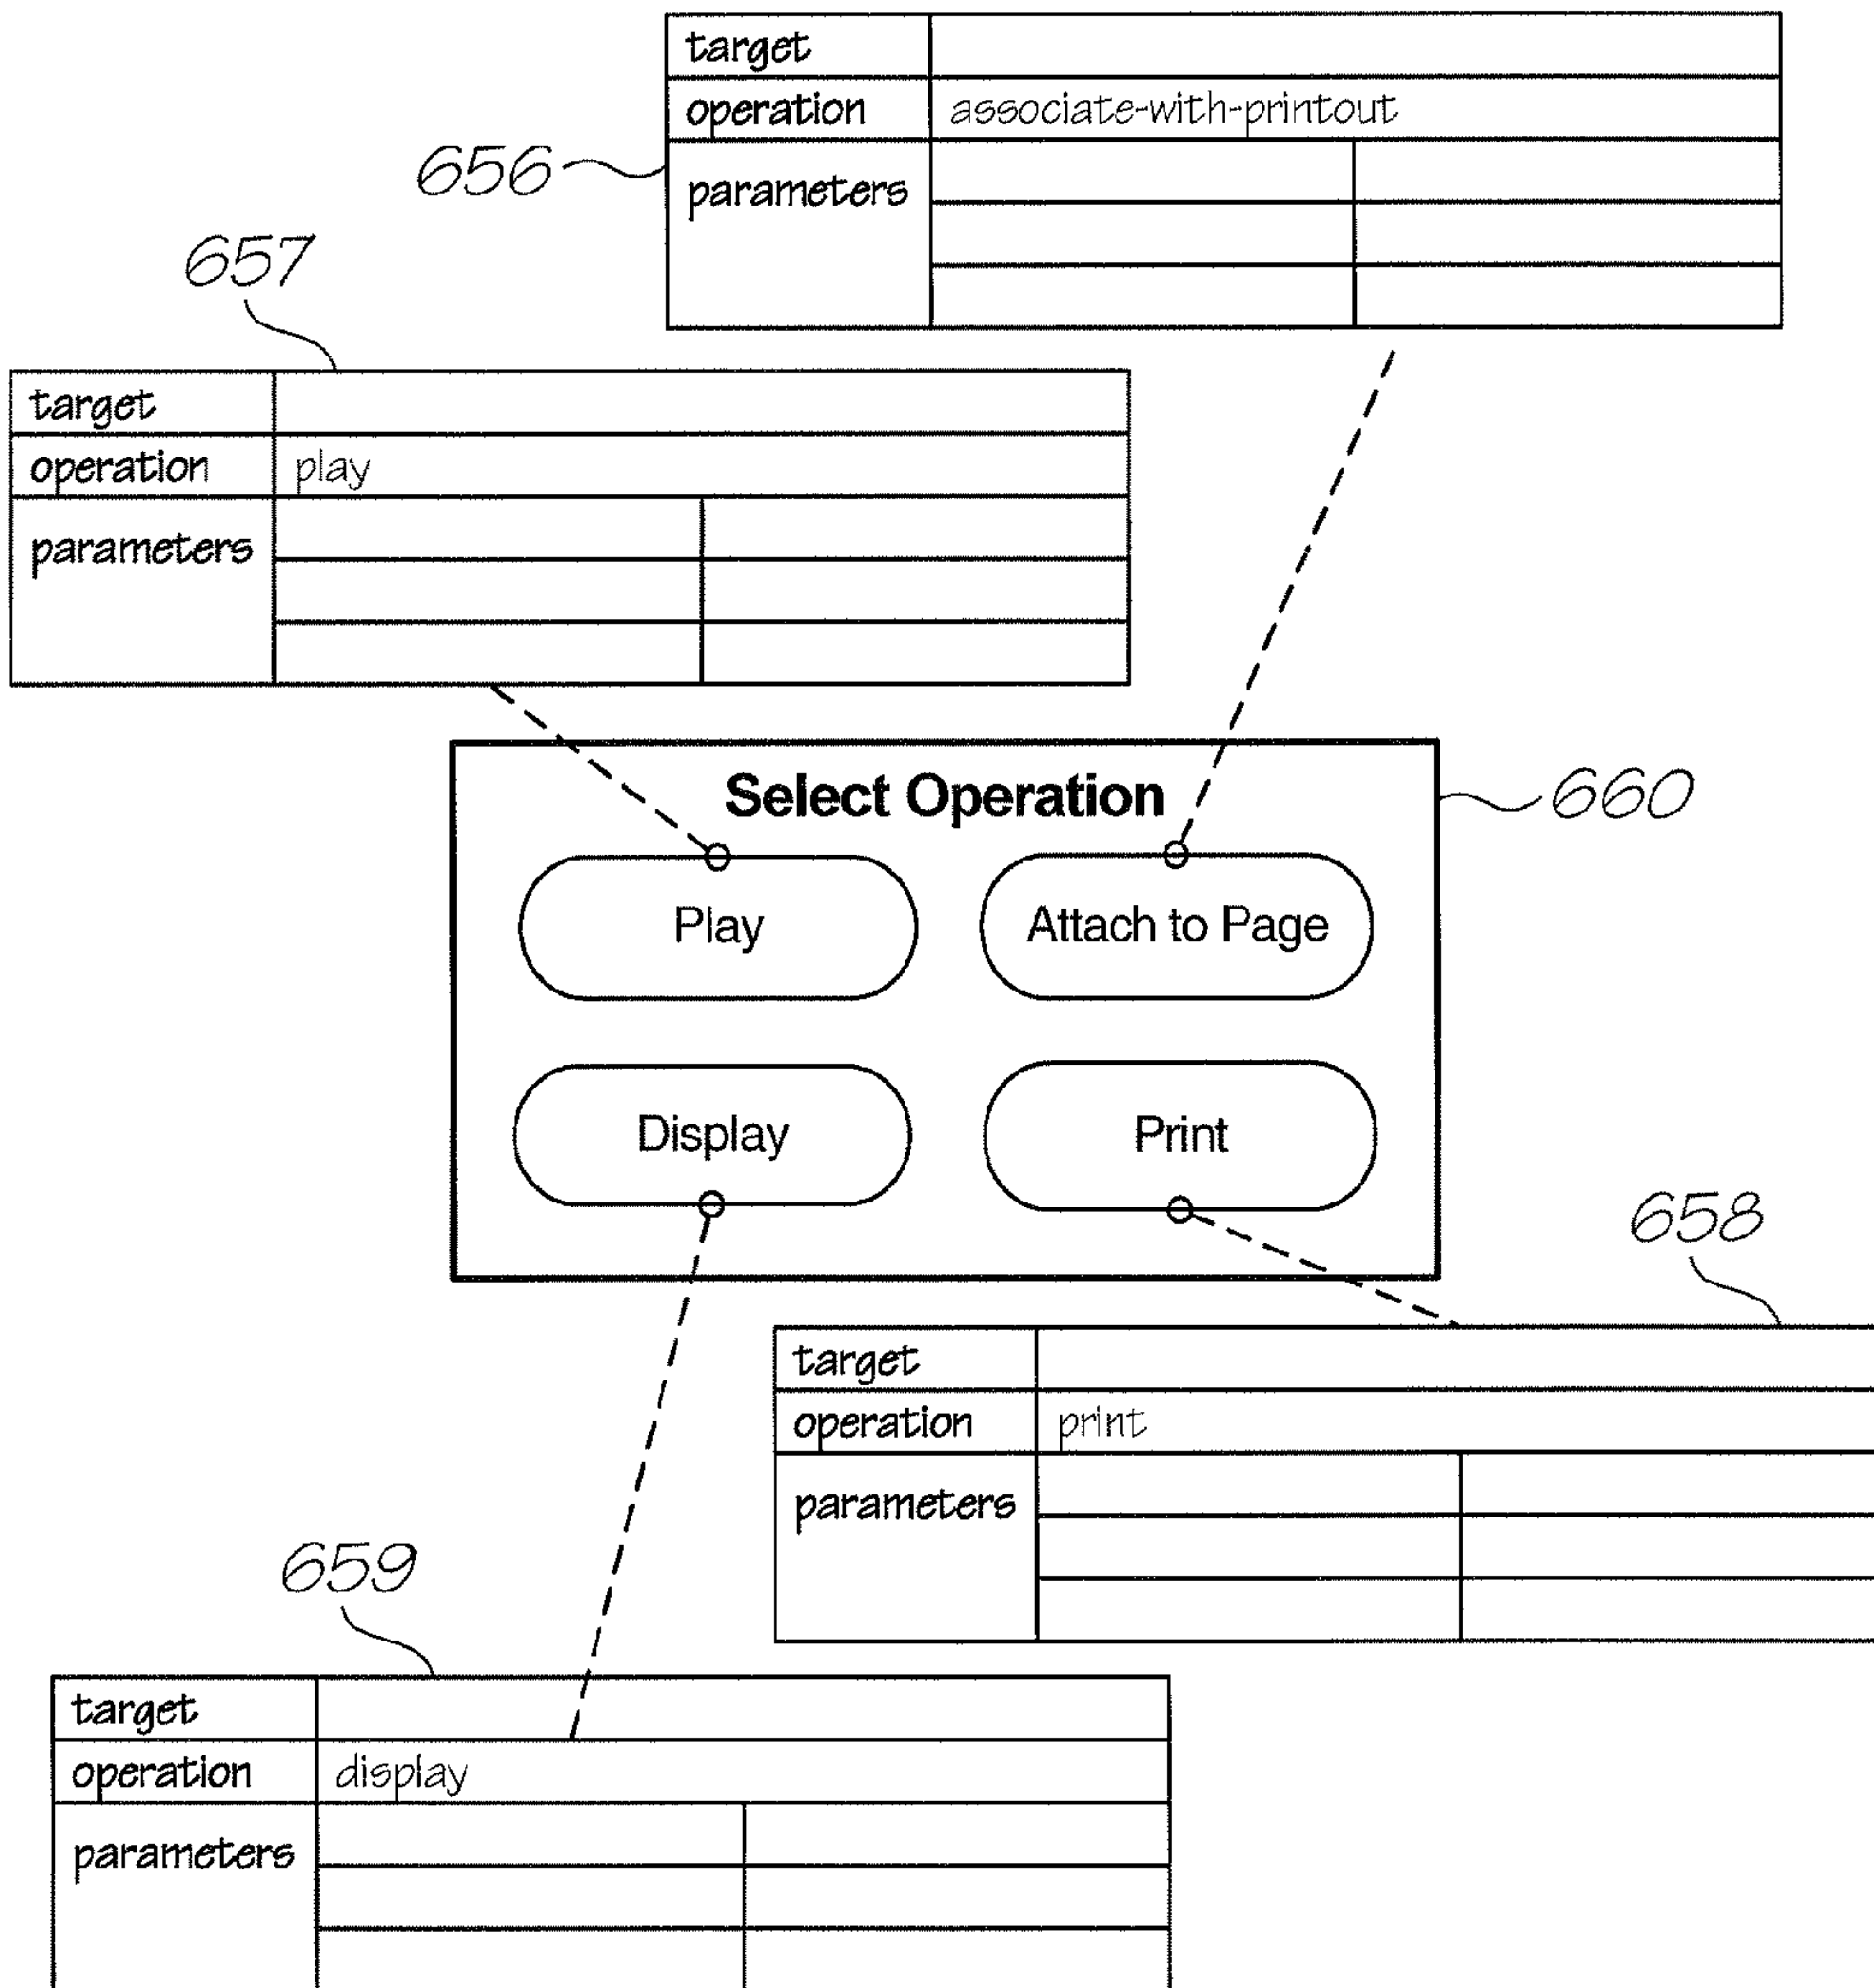 target
operation associate-with-printout
656
parameters
657
target
operation play
parameters
Select Operation
660
Play Attach to Page
Display Print
658
target
operation print
parameters
659
target
operation display
parameters